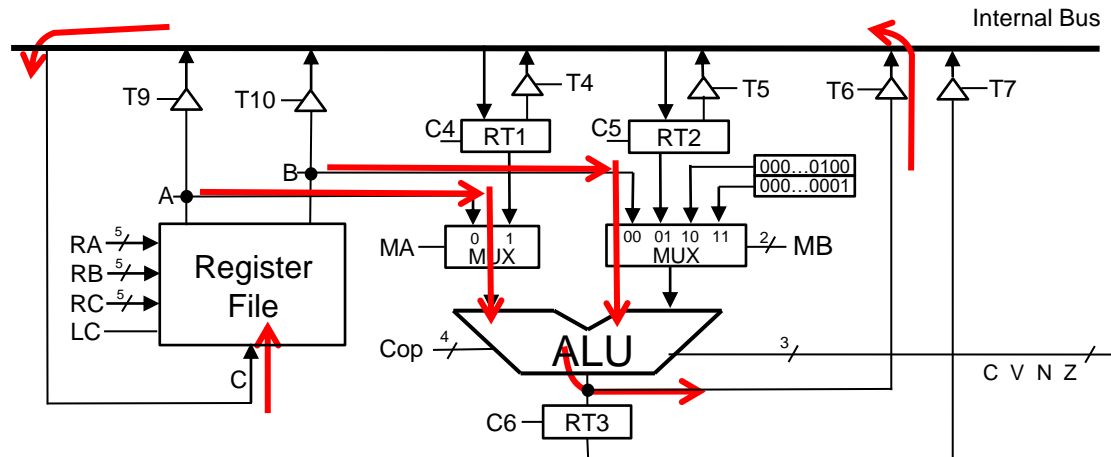 Internal Bus
T9
T10
T4
T5
T6
T7
C4
RT1
C5
RT2
000...0100
000...0001
B
A
RA 5
RB 5
RC 5
LC
Register
File
C
MA
0 1
MUX
00 01 10 11
MUX
2
MB
Cop
4
ALU
3
C V N Z
C6
RT3